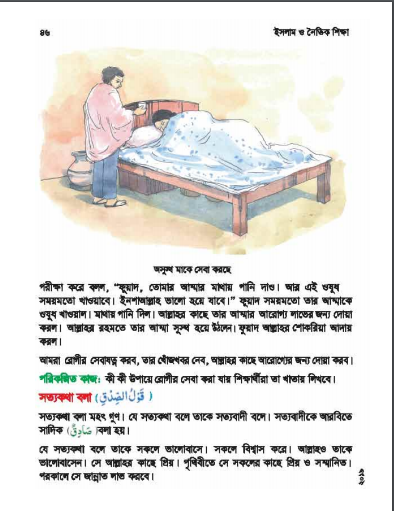 ৪৬
ইসলাম ও নৈতিক শিক্ষা
অসুস্থ মাকে সেবা করছে
পরীক্ষা করে বলল, “ফুয়াদ, তোমার আম্মার মাথায় পানি দাও। আর এই ওষুধ
সময়মতো খাওয়াবে। ইনশাআল্লাহ ভালো হয়ে যাবে।” ফুয়াদ সময়মতো তার আম্মাকে
ওষুধ খাওয়াল। মাথায় পানি দিল। আল্লাহর কাছে তার আম্মার আরোগ্য লাভের জন্য দোয়া
করল। আল্লাহর রহমতে তার আম্মা সুস্থ হয়ে উঠলেন। ফুয়াদ আল্লাহর শোকরিয়া আদায়
করল।
আমরা রোগীর সেবাযত্ন করব, তার খোঁজখবর নেব, আল্লাহর কাছে আরোগ্যের জন্য দোয়া করব।
পরিকল্পিত কাজ: কী কী উপায়ে রোগীর সেবা করা যায় শিক্ষার্থীরা তা খাতায় লিখবে।
সত্যকথা বলা (قَوْلُ الصِّدْقِ)
সত্যকথা বলা মহৎ গুণ। যে সত্যকথা বলে তাকে সত্যবাদী বলে। সত্যবাদীকে আরবিতে
সাদিক (صَادِقٌ) বলা হয়।
যে সত্যকথা বলে তাকে সকলে ভালোবাসে। সকলে বিশ্বাস করে। আল্লাহও তাকে
ভালোবাসেন। সে আল্লাহর কাছে প্রিয়। পৃথিবীতে সে সকলের কাছে প্রিয় ও সম্মানিত।
পরকালে সে জান্নাত লাভ করবে।